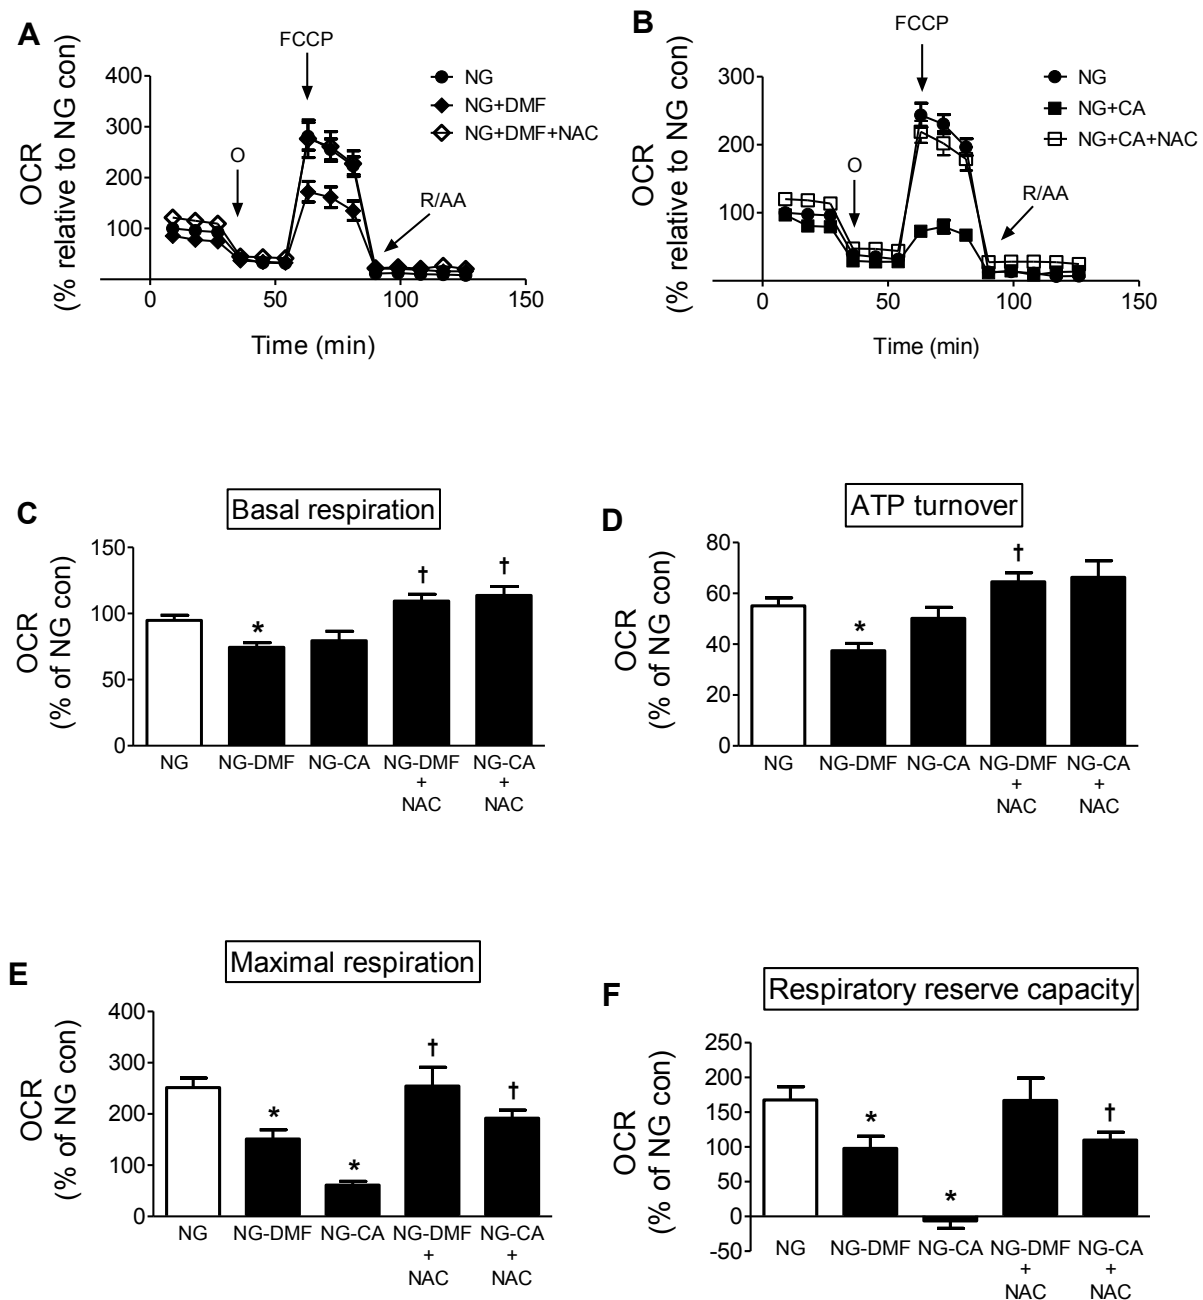 A
OCR
(% relative to NG con)
400
300
200
100
0
50
100
150
Time (min)
O
FCCP
R/AA
NG
NG+DMF
NG+DMF+NAC
B
OCR
(% relative to NG con)
300
200
100
0
50
100
150
Time (min)
O
FCCP
R/AA
NG
NG+CA
NG+CA+NAC
C
Basal respiration
OCR
(% of NG con)
150
100
50
0
*
†
†
NG
NG-DMF
NG-CA
NG-DMF
+
NAC
NG-CA
+
NAC
D
ATP turnover
OCR
(% of NG con)
80
60
40
20
0
*
†
NG
NG-DMF
NG-CA
NG-DMF
+
NAC
NG-CA
+
NAC
E
Maximal respiration
OCR
(% of NG con)
400
300
200
100
0
*
*
†
†
NG
NG-DMF
NG-CA
NG-DMF
+
NAC
NG-CA
+
NAC
F
Respiratory reserve capacity
OCR
(% of NG con)
250
200
150
100
50
0
-50
*
*
†
NG
NG-DMF
NG-CA
NG-DMF
+
NAC
NG-CA
+
NAC